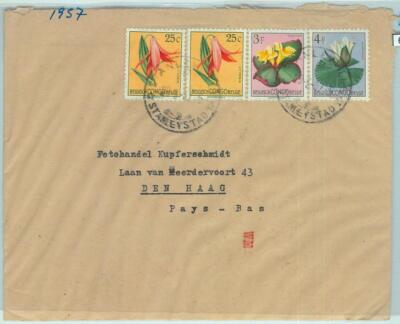 1957
25c 25c 3F 4F
BELGISCH CONGO BELGE BELGISCH CONGO BELGE BELGISCH CONGO BELGE BELGISCH CONGO BELGE
STANLEYSTAD STANLEYSTAD
Fotohandel Kupferschmidt
Laan van Meerdervoort 43
DEN HAAG
Pays-Bas